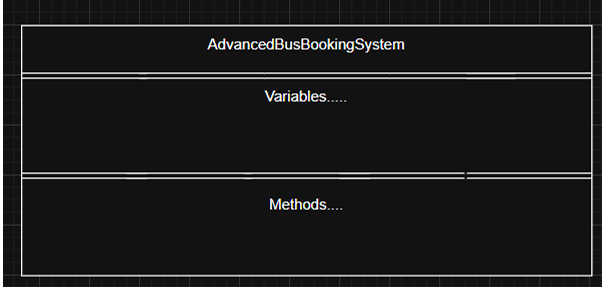 AdvancedBusBookingSystem
Variables.....
Methods....